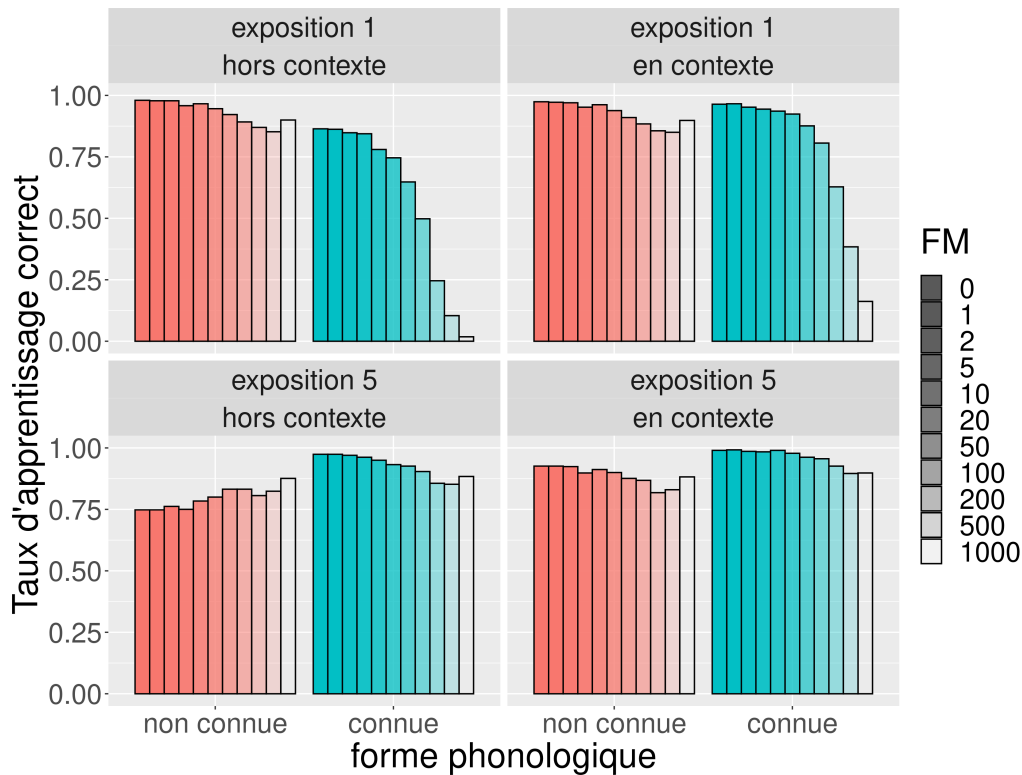 exposition 1
hors contexte
exposition 1
en contexte
1.00
0.75
0.50
0.25
0.00
exposition 5
hors contexte
exposition 5
en contexte
1.00
0.75
0.50
0.25
0.00
non connue
connue
non connue
connue
forme phonologique
Taux d'apprentissage correct
FM
0
1
2
5
10
20
50
100
200
500
1000